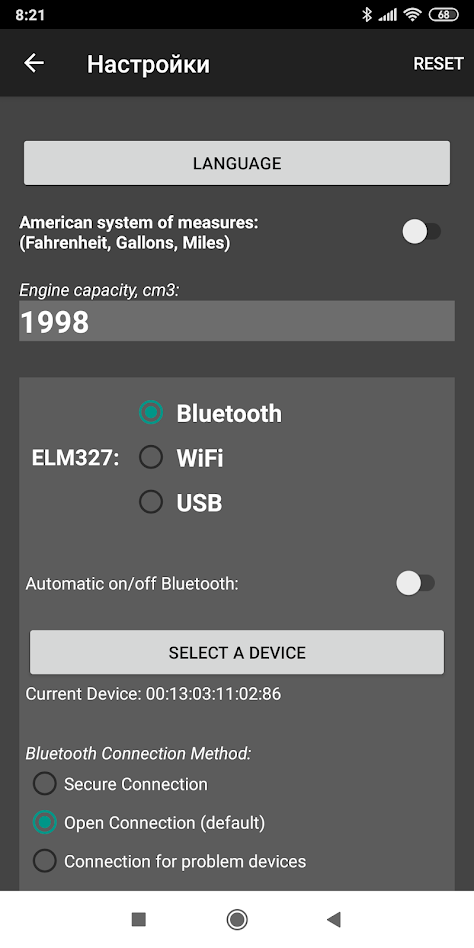 8:21
68
Настройки
RESET
LANGUAGE
American system of measures:
(Fahrenheit, Gallons, Miles)
Engine capacity, cm3:
1998
Bluetooth
ELM327:
WiFi
USB
Automatic on/off Bluetooth:
SELECT A DEVICE
Current Device: 00:13:03:11:02:86
Bluetooth Connection Method:
Secure Connection
Open Connection (default)
Connection for problem devices